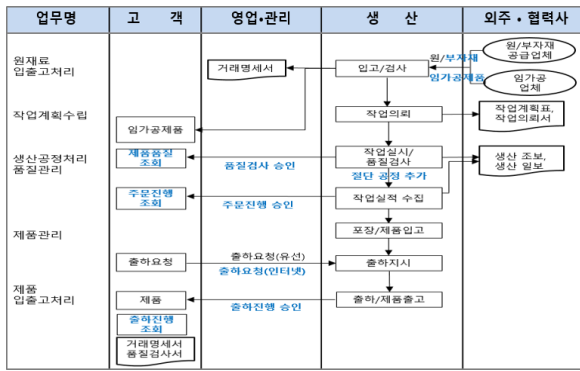 업무명
고 객
영업•관리
생 산
외주 • 협력사
원재료
입출고처리
거래명세서
입고/검사
원/부자재
임가공제품
원/부자재
공급업체
임가공
업체
작업계획수립
임가공제품
작업의뢰
작업계획표,
작업의뢰서
생산공정처리
품질관리
제품품질
조회
품질검사 승인
작업실시/
품질검사
절단 공정 추가
생산 조보,
생산 일보
주문진행
조회
주문진행 승인
작업실적 수집
제품관리
포장/제품입고
출하요청
출하요청(유선)
출하요청(인터넷)
출하지시
제품
입출고처리
제품
출하진행 승인
출하/제품출고
출하진행
조회
거래명세서
품질검사서